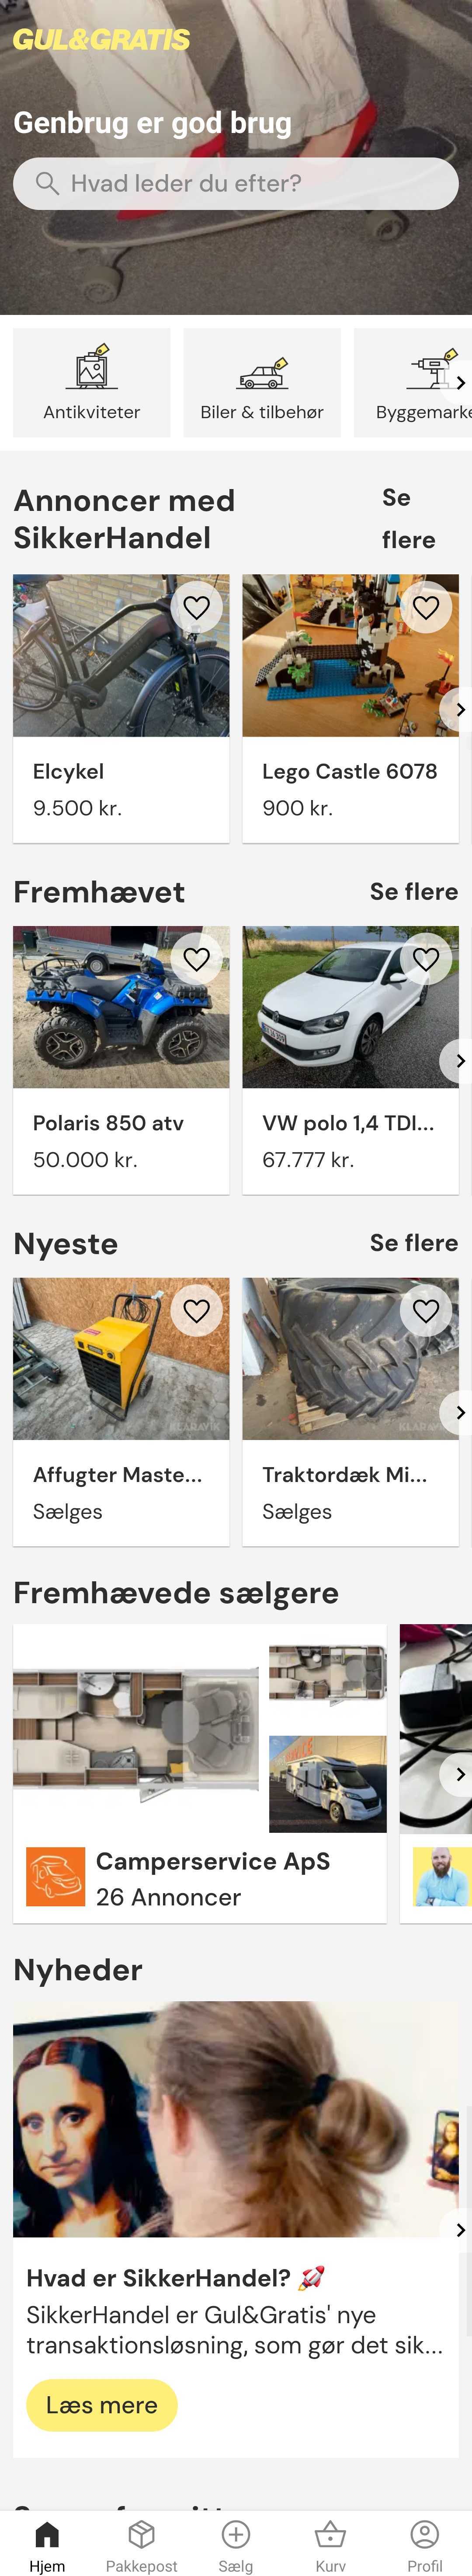 GUL&GRATIS
Genbrug er god brug
Hvad leder du efter?
Antikviteter
Biler & tilbehør
Byggemarke
Annoncer med
SikkerHandel
Se
flere
Elcykel
9.500 kr.
Lego Castle 6078
900 kr.
Fremhævet
Se flere
Polaris 850 atv
50.000 kr.
VW polo 1,4 TDI...
67.777 kr.
Nyeste
Se flere
KLARAVIK
KLARAVIK
Affugter Maste...
Sælges
Traktordæk Mi...
Sælges
Fremhævede sælgere
Camperservice ApS
26 Annoncer
Nyheder
Hvad er SikkerHandel? 🚀
SikkerHandel er Gul&Gratis' nye
transaktionsløsning, som gør det sik...
Læs mere
Hjem
Pakkepost
Sælg
Kurv
Profil